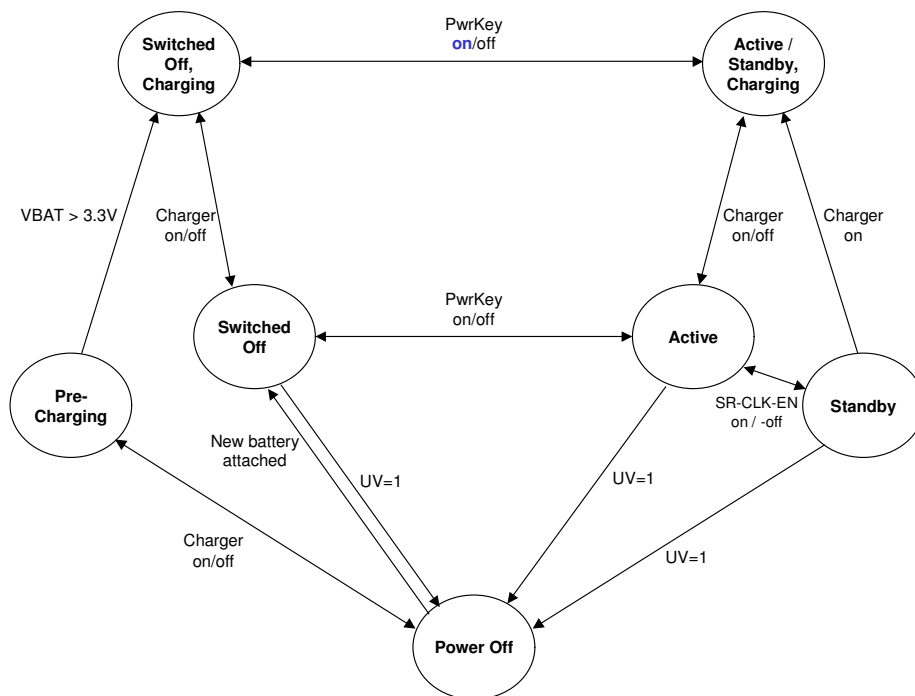 Switched
Off,
Charging
PwrKey
on/off
Active /
Standby,
Charging
VBAT > 3.3V
Charger
on/off
Charger
on/off
Charger
on
Switched
Off
PwrKey
on/off
Active
Pre-
Charging
SR-CLK-EN
on / -off
Standby
New battery
attached
UV=1
UV=1
Charger
on/off
UV=1
Power Off